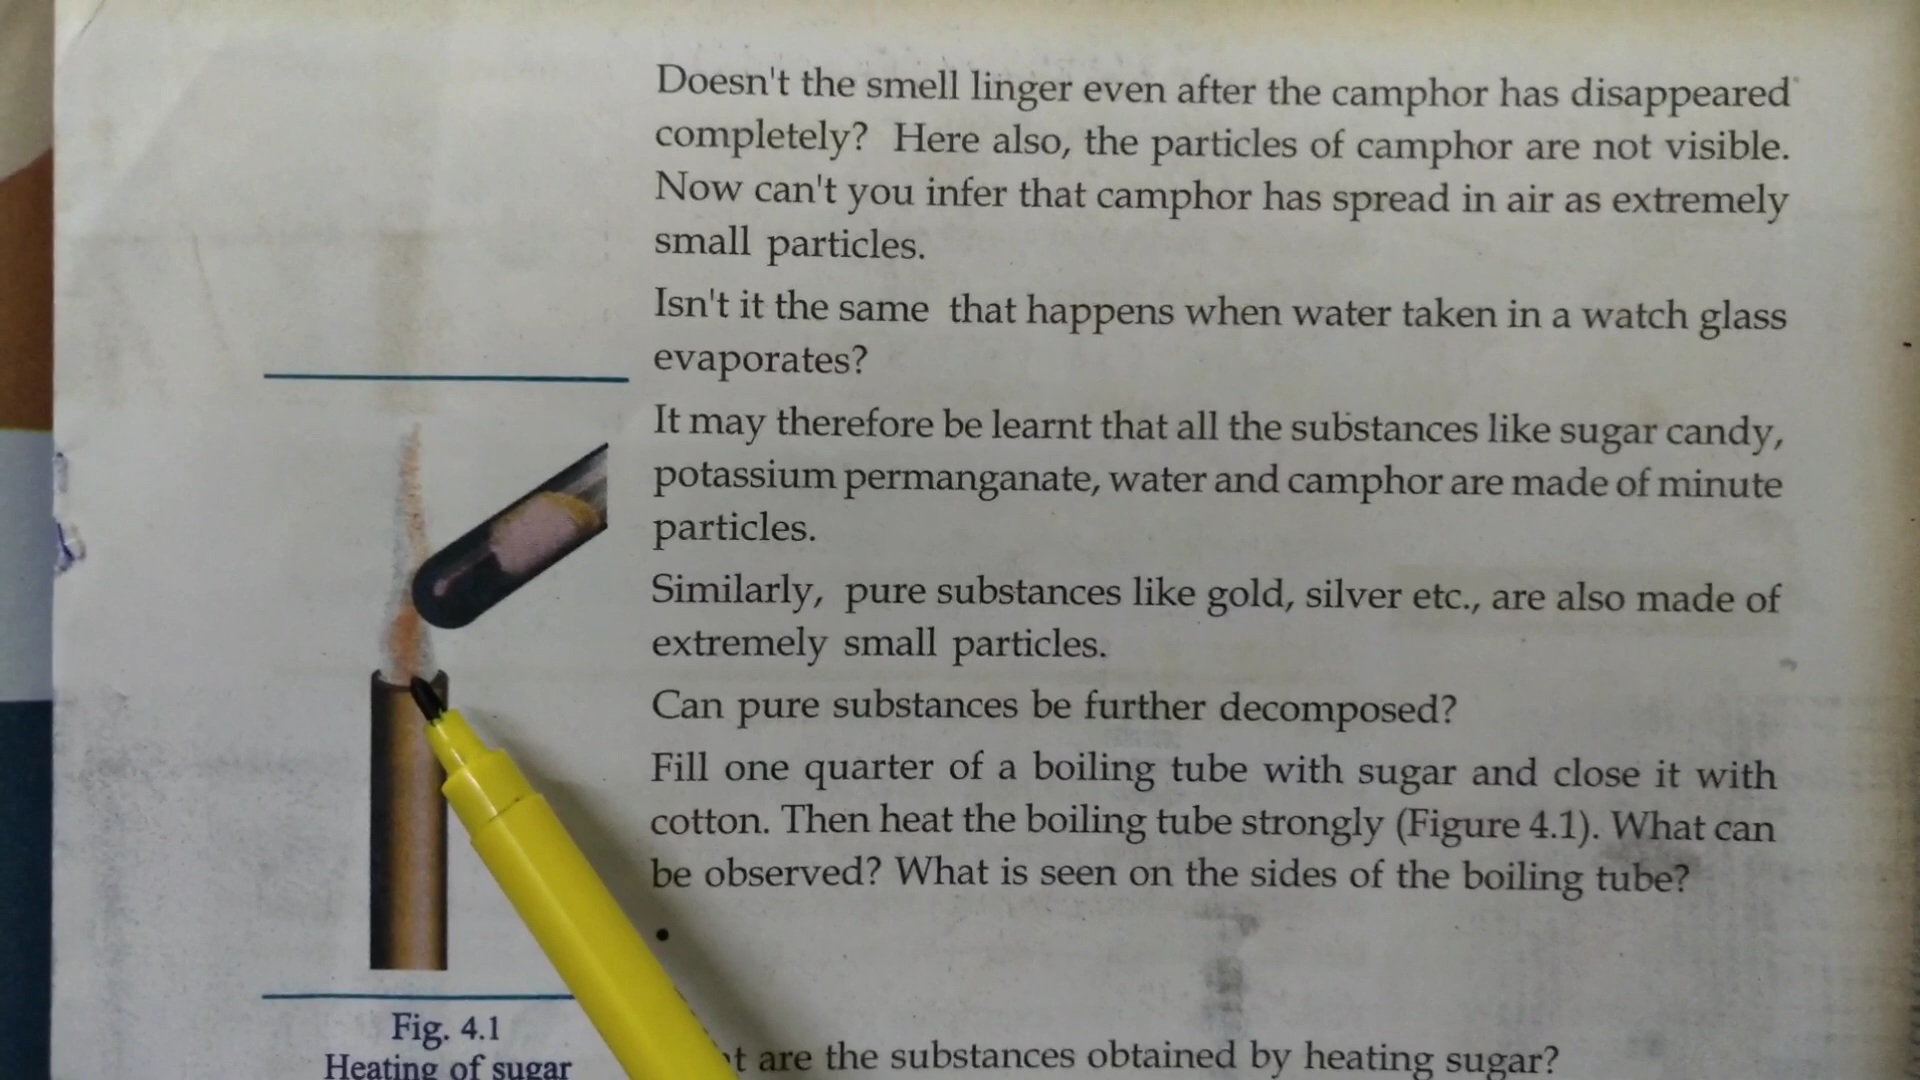 Doesn't the smell linger even after the camphor has disappeared
completely? Here also, the particles of camphor are not visible.
Now can't you infer that camphor has spread in air as extremely
small particles.
Isn't it the same that happens when water taken in a watch glass
evaporates?
It may therefore be learnt that all the substances like sugar candy,
potassium permanganate, water and camphor are made of minute
particles.
Similarly, pure substances like gold, silver etc., are also made of
extremely small particles.
Can pure substances be further decomposed?
Fill one quarter of a boiling tube with sugar and close it with
cotton. Then heat the boiling tube strongly (Figure 4.1). What can
be observed? What is seen on the sides of the boiling tube?
•
are the substances obtained by heating sugar?
Fig. 4.1
Heating of sugar